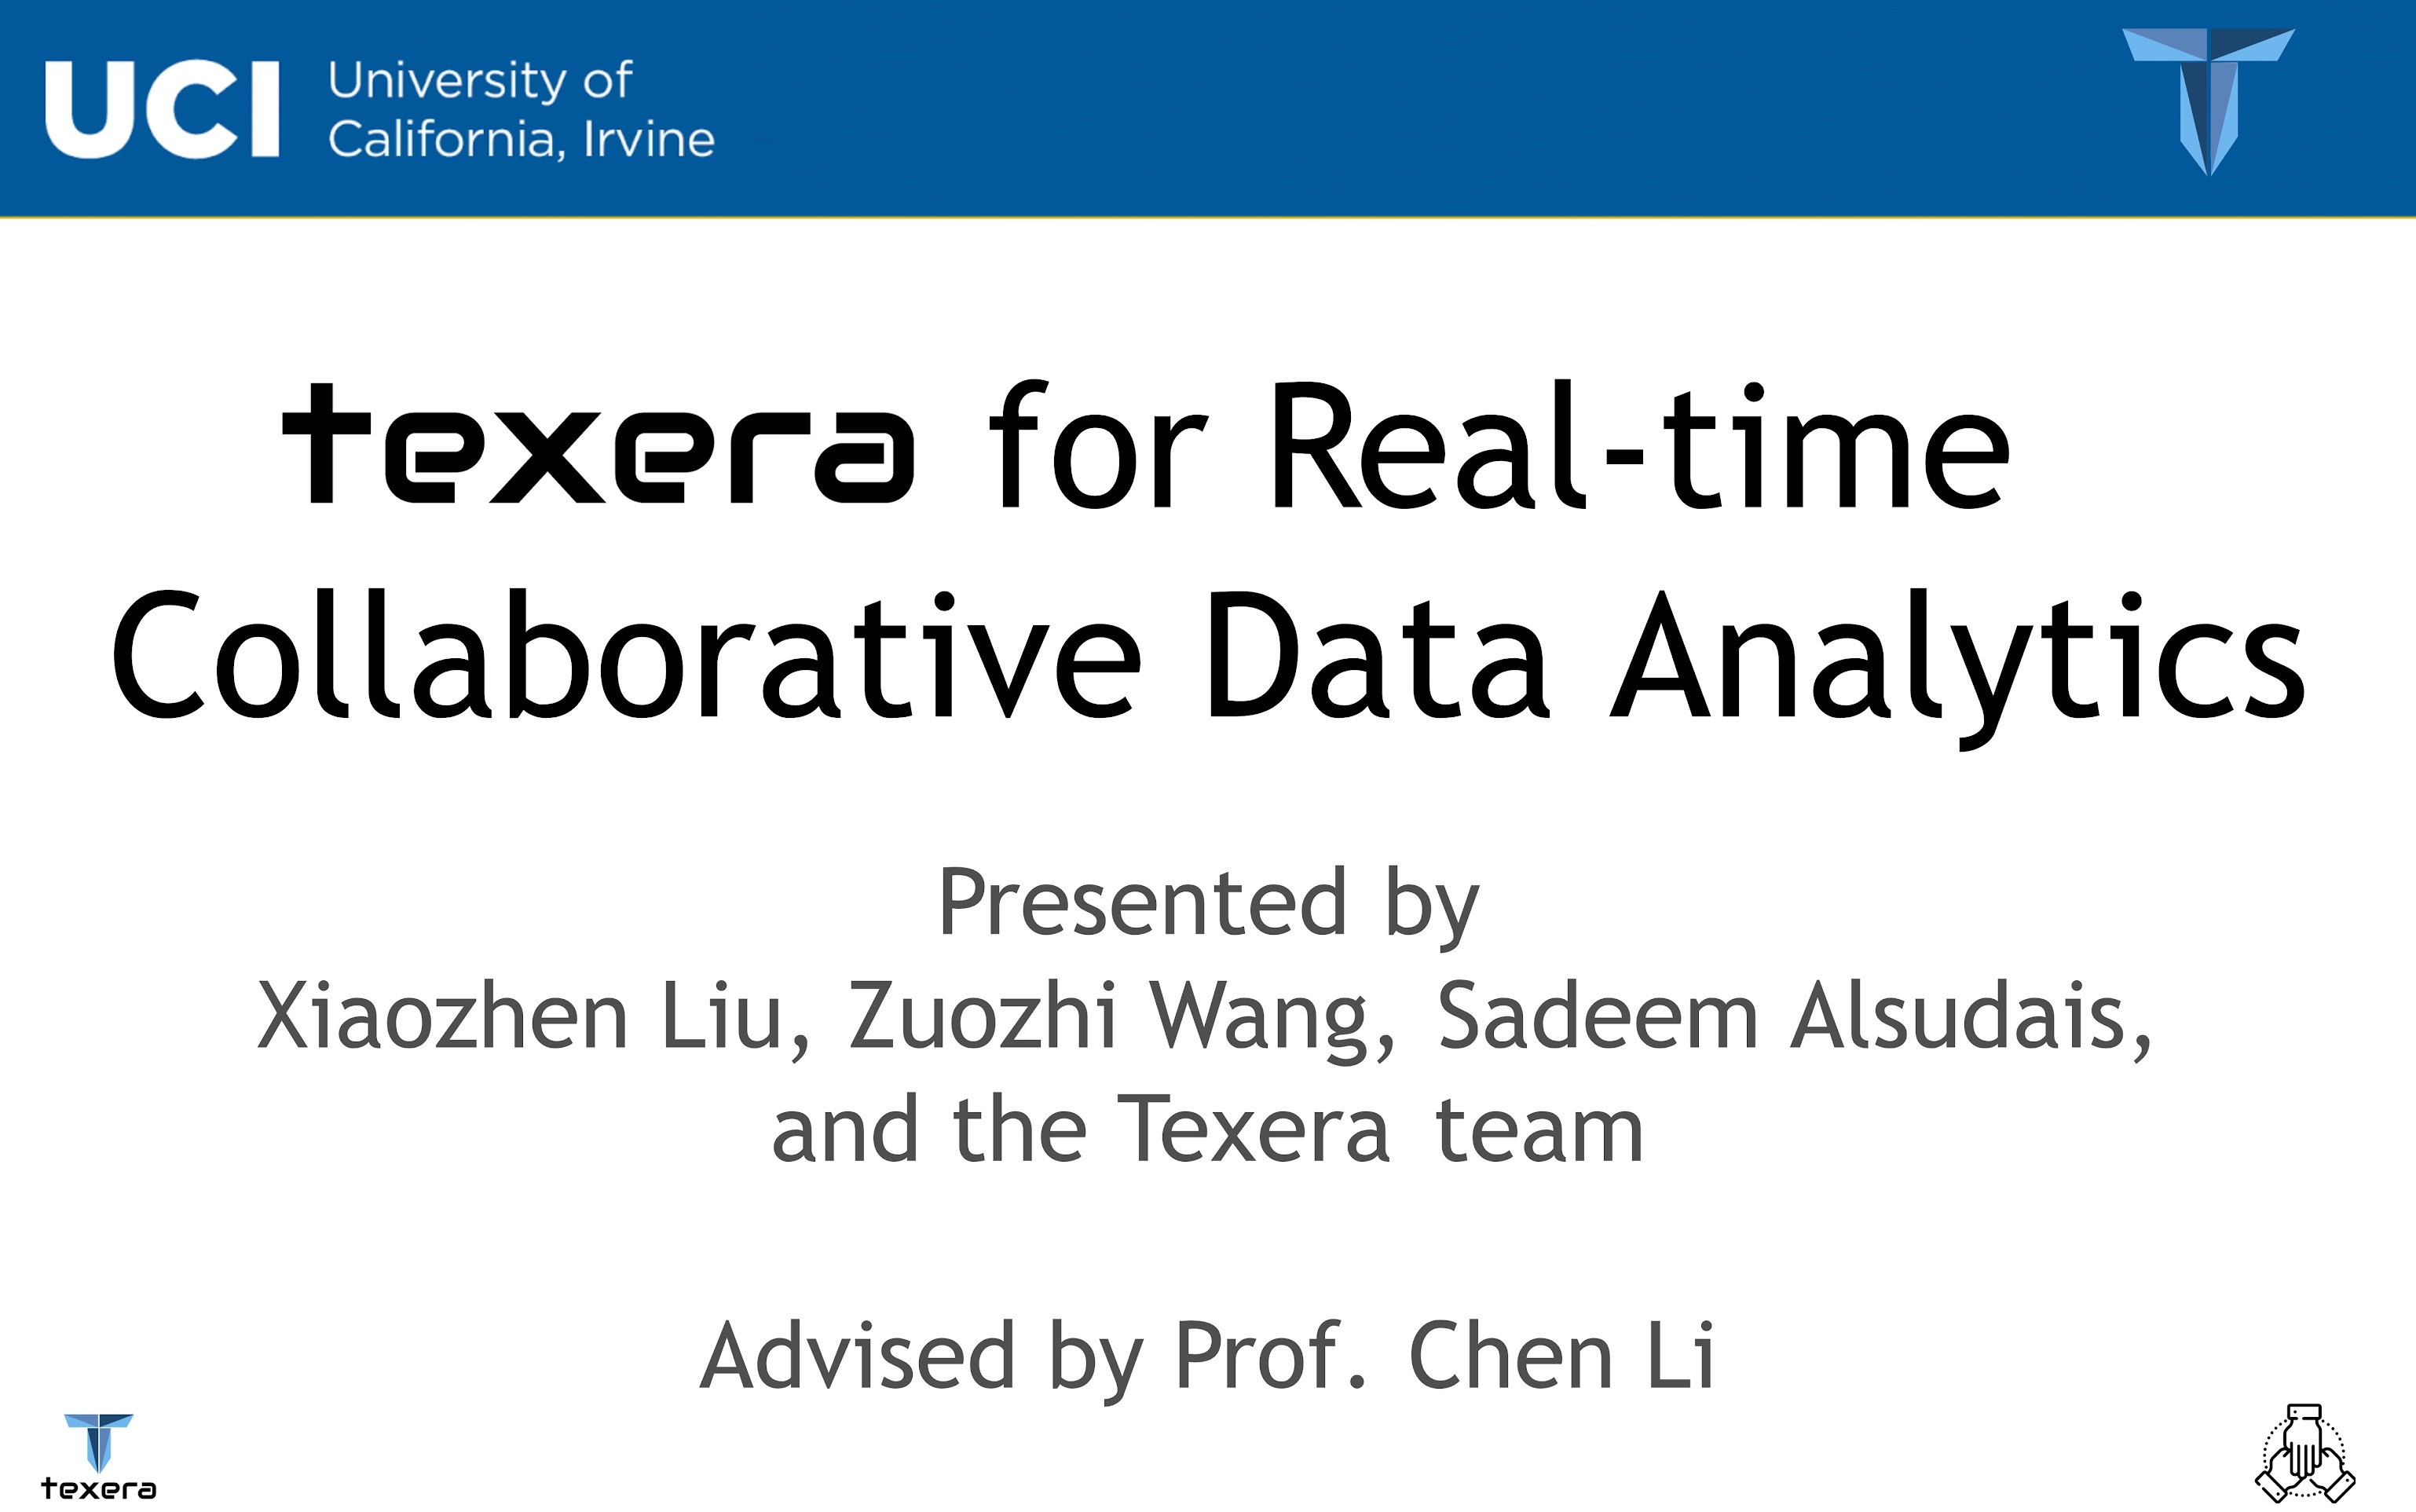 UCI
University of
California, Irvine
texera for Real-time
Collaborative Data Analytics
Presented by
Xiaozhen Liu, Zuozhi Wang, Sadeem Alsudais,
and the Texera team
Advised by Prof. Chen Li
texera